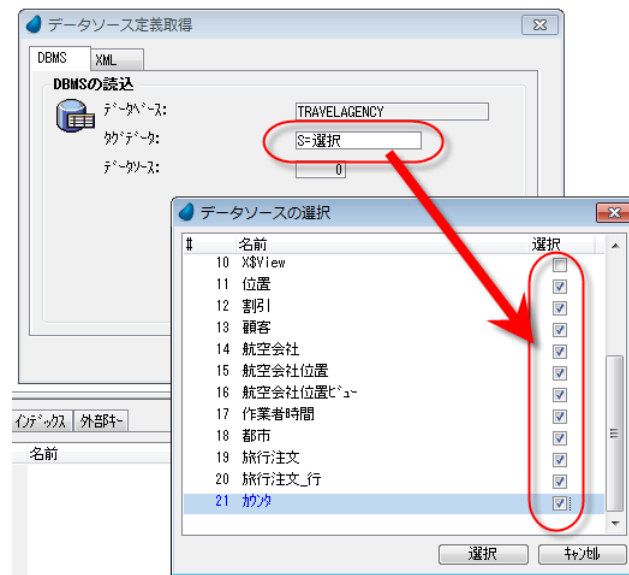 データソース定義取得
DBMS XML
DBMSの読込
ﾃﾞｰﾀﾍﾞｰｽ: TRAVELAGENCY
ﾀｸﾞﾃﾞｰﾀ: S=選択
ﾃﾞｰﾀｿｰｽ: 0
データソースの選択
# 名前 選択
10 X$View
11 位置
12 割引
13 顧客
14 航空会社
15 航空会社位置
16 航空会社位置ﾋﾞｭｰ
17 作業者時間
18 都市
19 旅行注文
20 旅行注文_行
21 ｶｳﾝﾀ
選択 ｷｬﾝｾﾙ
ｲﾝﾃﾞｯｸｽ 外部ｷｰ
名前